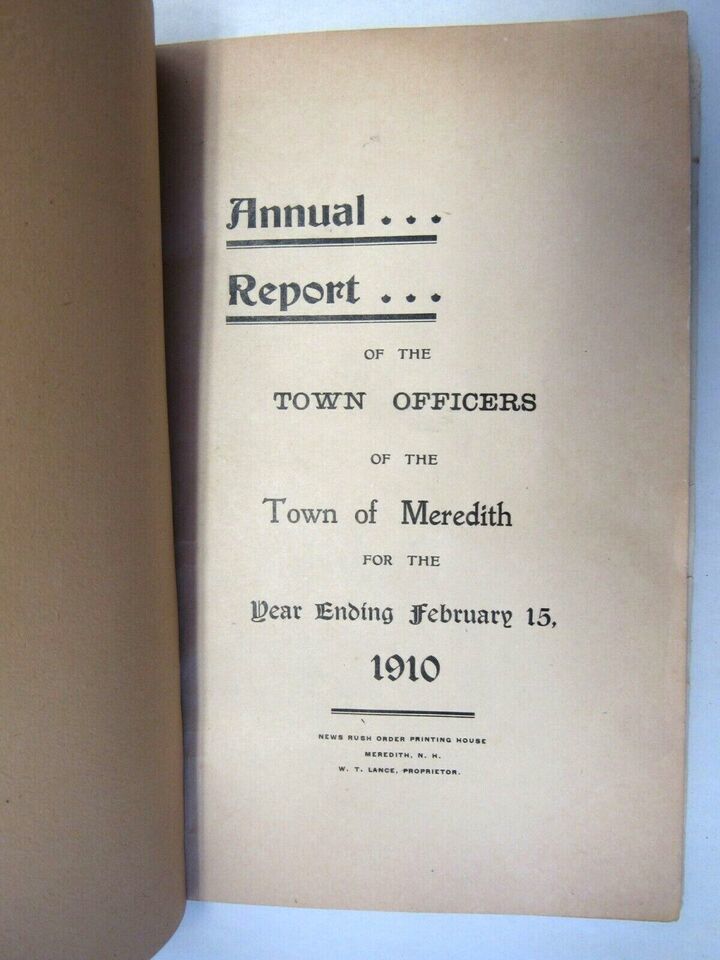 Annual . . .
Report . . .
OF THE
TOWN OFFICERS
OF THE
Town of Meredith
FOR THE
Year Ending February 15,
1910
NEWS RUSH ORDER PRINTING HOUSE
MEREDITH, N. H.
W. T. LANCE, PROPRIETOR.